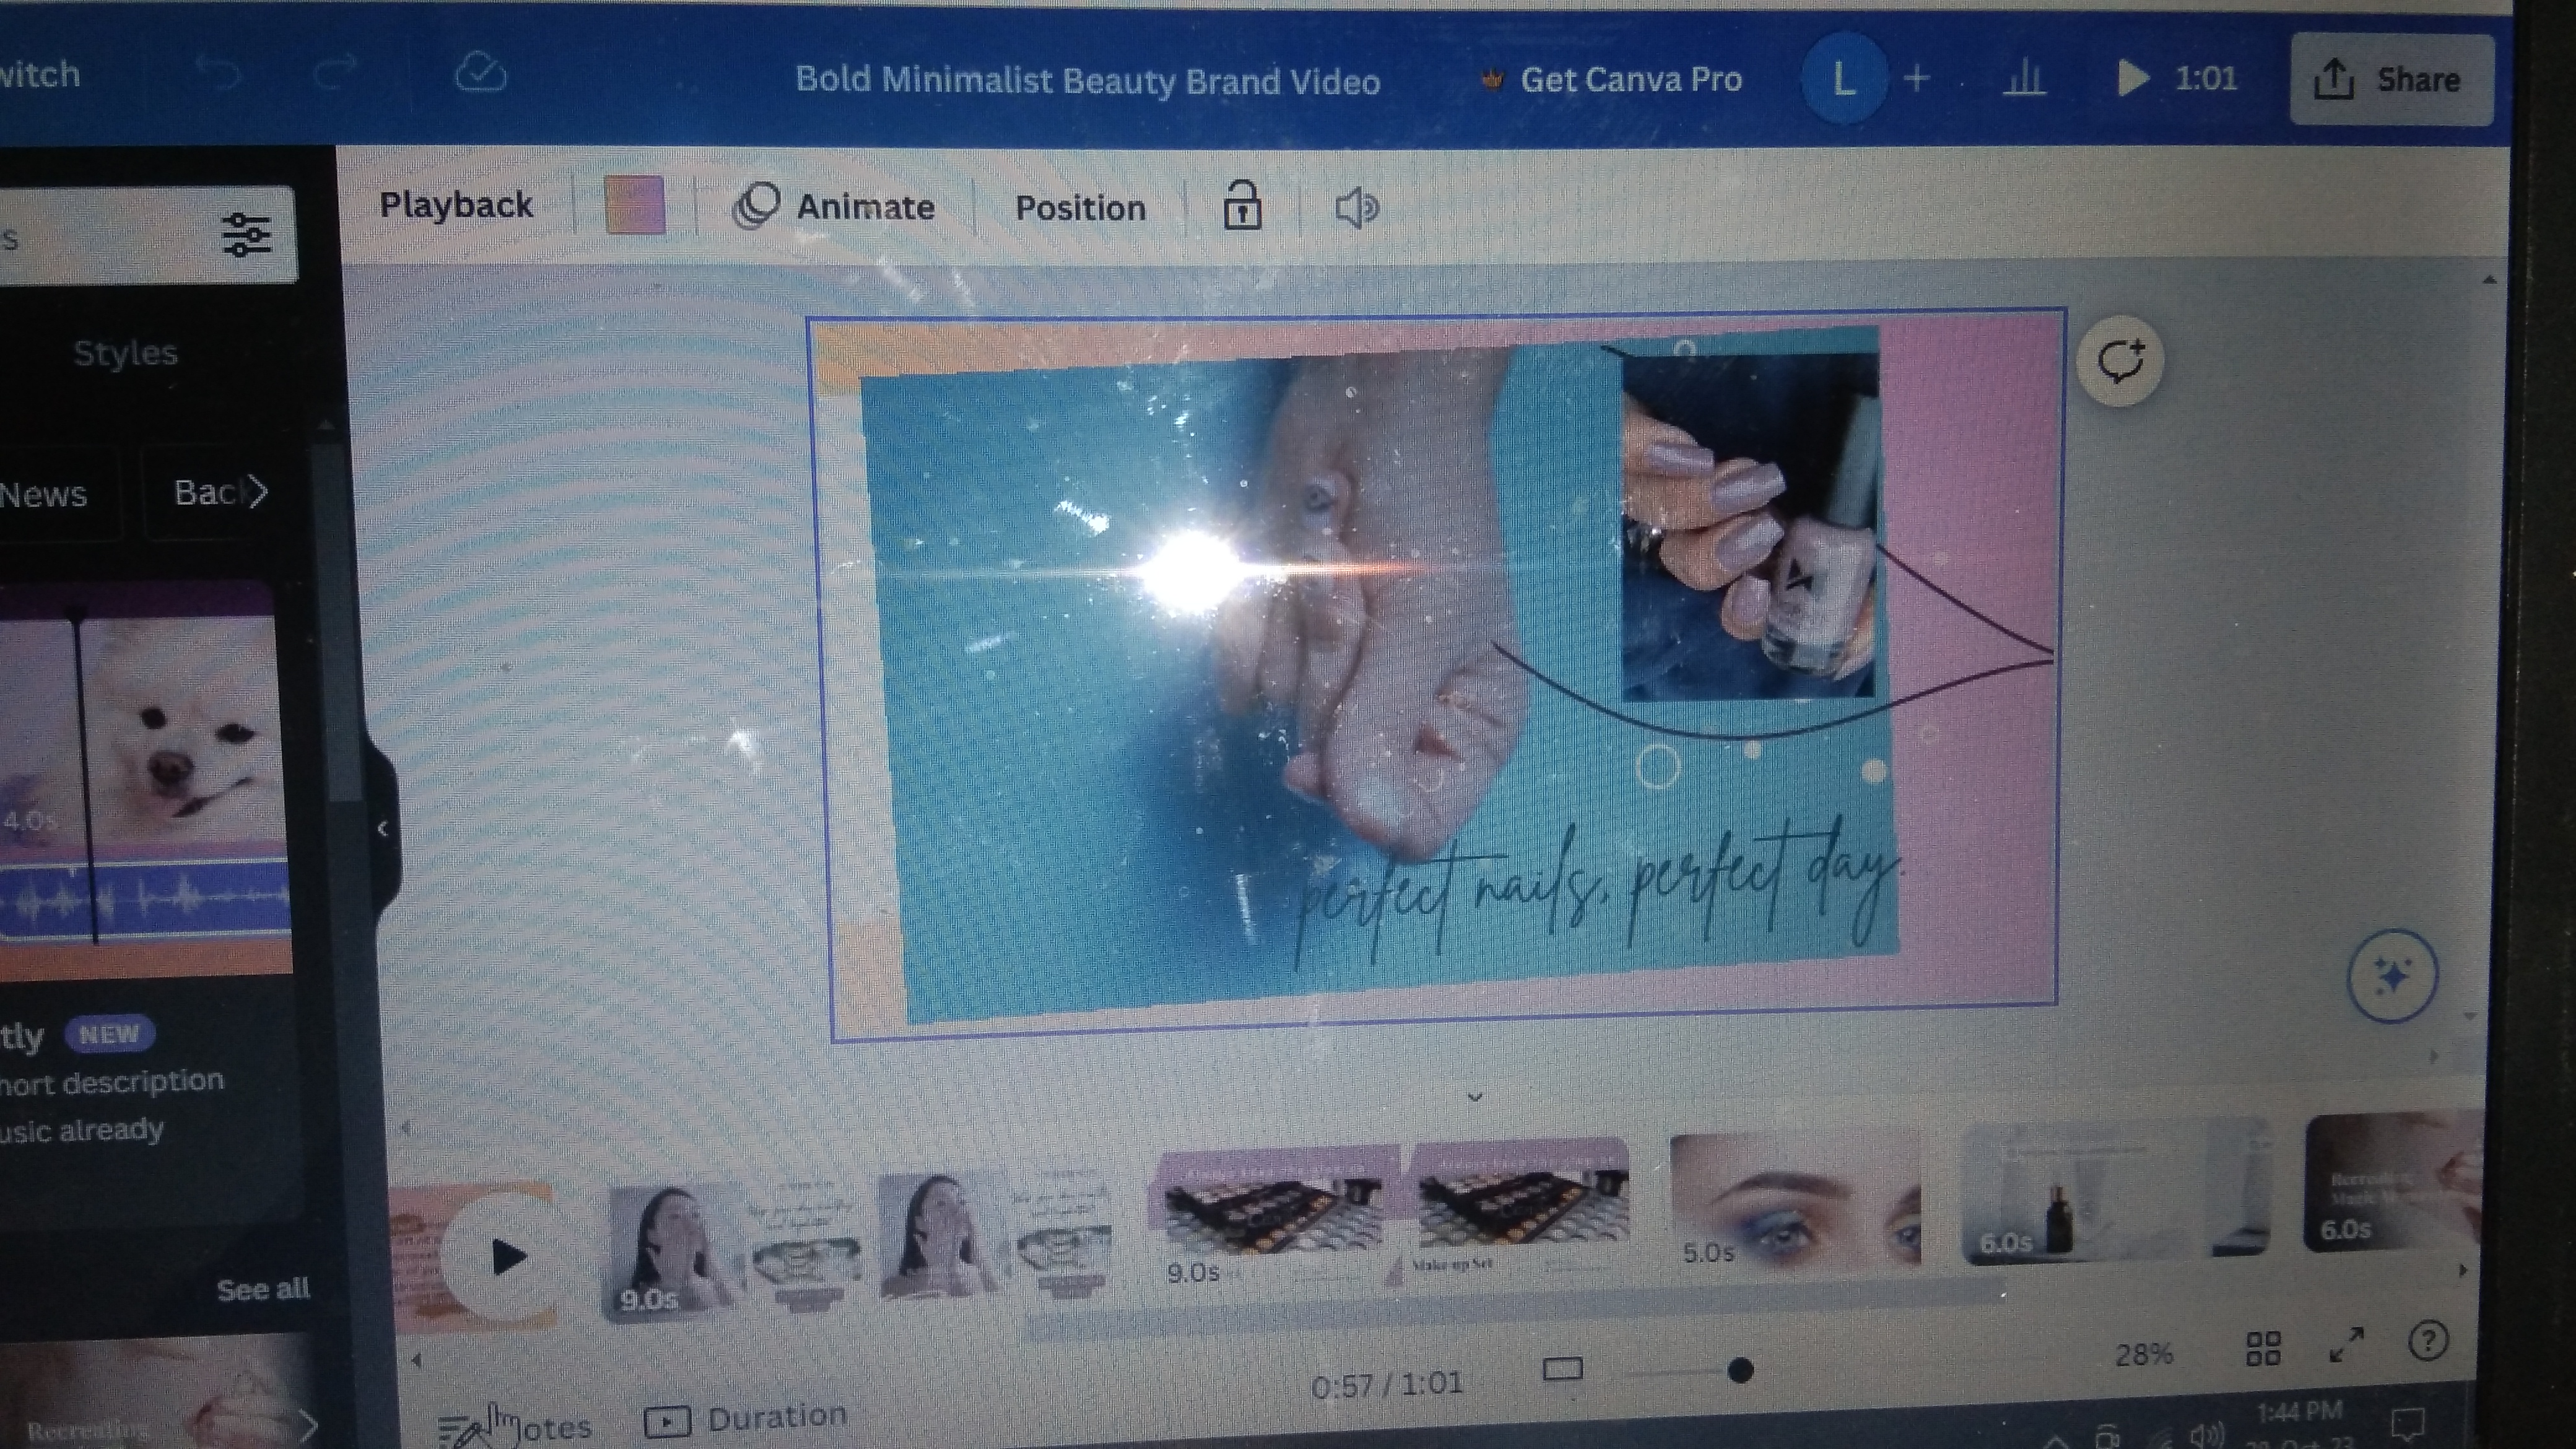 witch
Bold Minimalist Beauty Brand Video
Get Canva Pro
L
1:01
Share
s
Playback
Animate
Position
Styles
News
Bac
4.0s
tly NEW
hort description
usic already
See all
Recreating
perfect nails, perfect day.
9.0s
9.0s
Make up Set
5.0s
6.0s
Recreating
6.0s
Notes
Duration
0:57 / 1:01
28%
1:44 PM